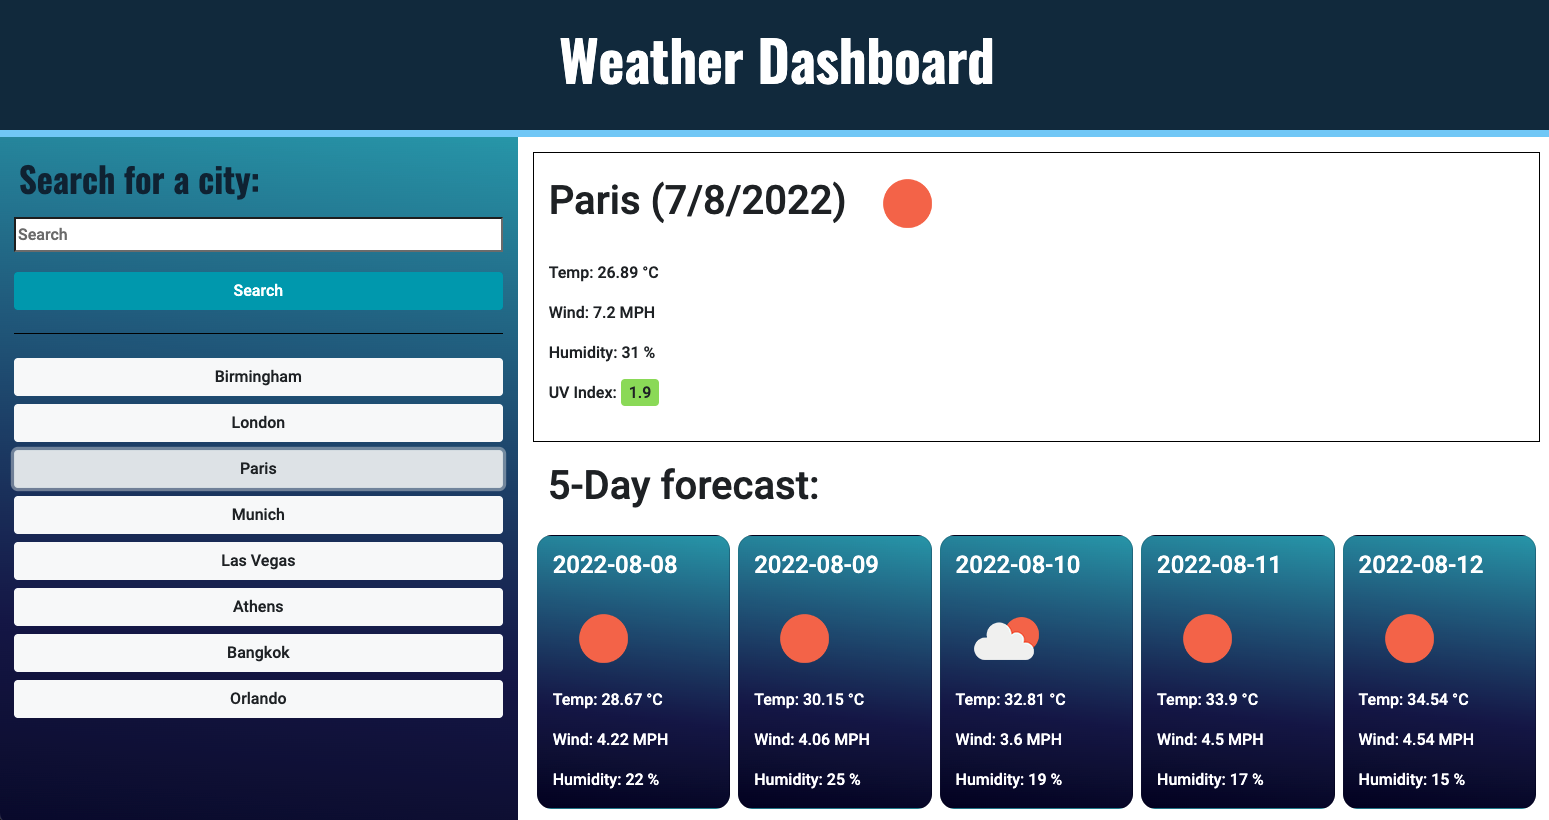 Weather Dashboard
Search for a city:
Search
Search
Birmingham
London
Paris
Munich
Las Vegas
Athens
Bangkok
Orlando
Paris (7/8/2022)
Temp: 26.89 °C
Wind: 7.2 MPH
Humidity: 31 %
UV Index: 1.9
5-Day forecast:
2022-08-08
Temp: 28.67 °C
Wind: 4.22 MPH
Humidity: 22 %
2022-08-09
Temp: 30.15 °C
Wind: 4.06 MPH
Humidity: 25 %
2022-08-10
Temp: 32.81 °C
Wind: 3.6 MPH
Humidity: 19 %
2022-08-11
Temp: 33.9 °C
Wind: 4.5 MPH
Humidity: 17 %
2022-08-12
Temp: 34.54 °C
Wind: 4.54 MPH
Humidity: 15 %